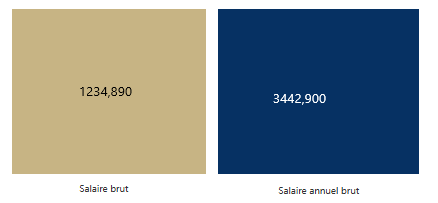 1234,890
3442,900
Salaire brut
Salaire annuel brut